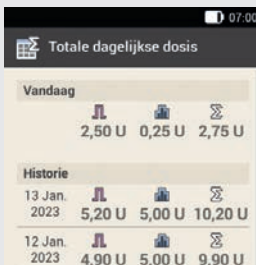 07:00
Totale dagelijkse dosis
Vandaag
2,50 U 0,25 U 2,75 U
Historie
13 Jan.
2023 5,20 U 5,00 U 10,20 U
12 Jan.
2023 4,90 U 5,00 U 9,90 U